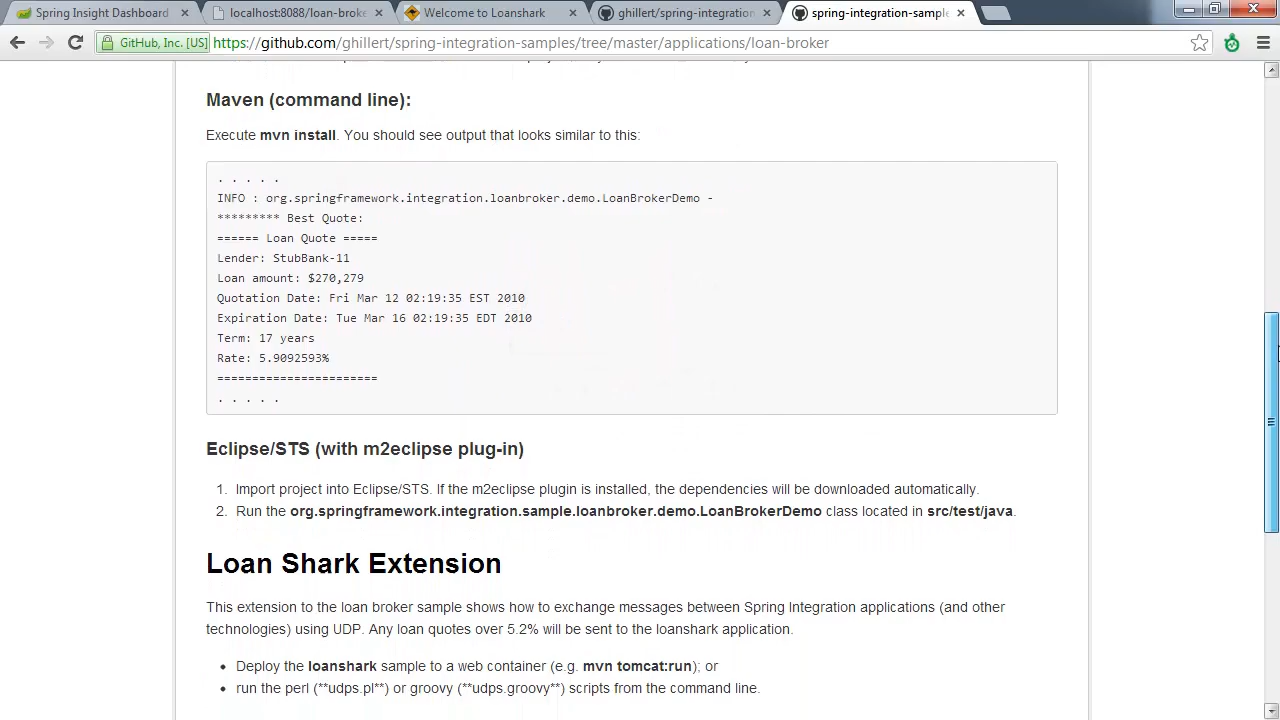 Spring Insight Dashboard
localhost:8088/loan-broke
Welcome to Loanshark
ghillert/spring-integration
spring-integration-sample
GitHub, Inc. [US] https://github.com/ghillert/spring-integration-samples/tree/master/applications/loan-broker
Maven (command line):
Execute mvn install. You should see output that looks similar to this:
. . . . .
INFO : org.springframework.integration.loanbroker.demo.LoanBrokerDemo -
********* Best Quote:
====== Loan Quote =====
Lender: StubBank-11
Loan amount: $270,279
Quotation Date: Fri Mar 12 02:19:35 EST 2010
Expiration Date: Tue Mar 16 02:19:35 EDT 2010
Term: 17 years
Rate: 5.9092593%
=======================
. . . . .
Eclipse/STS (with m2eclipse plug-in)
1. Import project into Eclipse/STS. If the m2eclipse plugin is installed, the dependencies will be downloaded automatically.
2. Run the org.springframework.integration.sample.loanbroker.demo.LoanBrokerDemo class located in src/test/java.
Loan Shark Extension
This extension to the loan broker sample shows how to exchange messages between Spring Integration applications (and other
technologies) using UDP. Any loan quotes over 5.2% will be sent to the loanshark application.
• Deploy the loanshark sample to a web container (e.g. mvn tomcat:run); or
• run the perl (**udps.pl**) or groovy (**udps.groovy**) scripts from the command line.